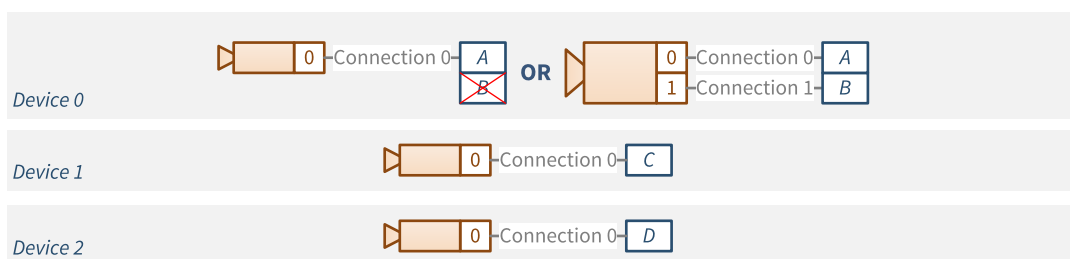 0 Connection 0 A OR 0 Connection 0 A
B 1 Connection 1 B
Device 0
0 Connection 0 C
Device 1
0 Connection 0 D
Device 2